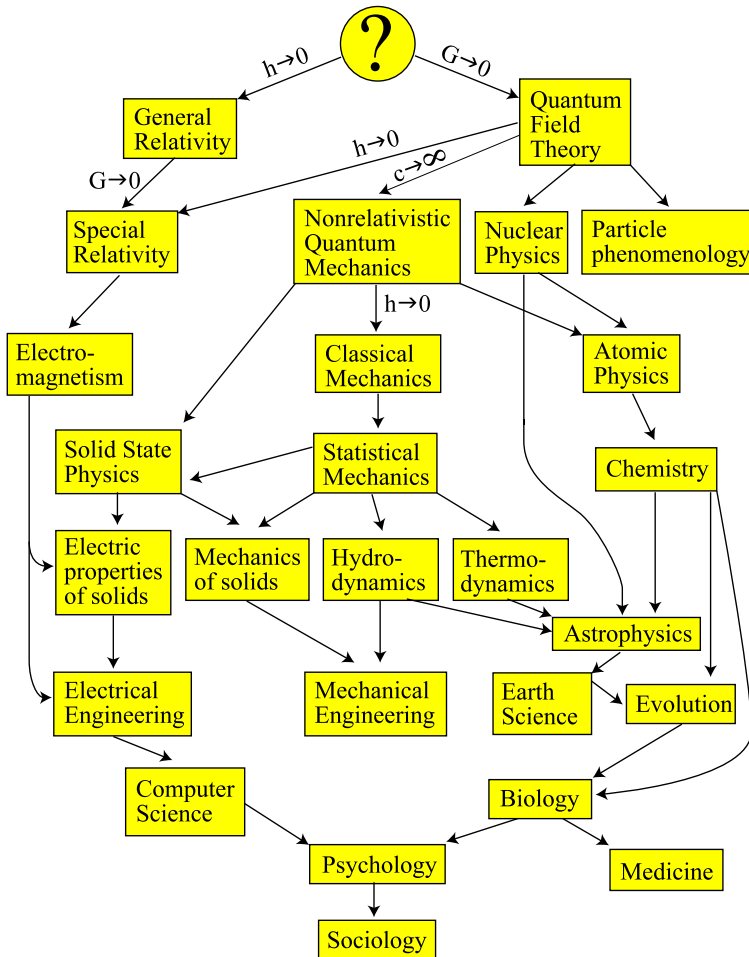 ?
h→0
G→0
General
Relativity
Quantum
Field
Theory
h→0
c→∞
G→0
Special
Relativity
Nonrelativistic
Quantum
Mechanics
Nuclear
Physics
Particle
phenomenology
h→0
Electro-
magnetism
Classical
Mechanics
Atomic
Physics
Solid State
Physics
Statistical
Mechanics
Chemistry
Electric
properties
of solids
Mechanics
of solids
Hydro-
dynamics
Thermo-
dynamics
Astrophysics
Electrical
Engineering
Mechanical
Engineering
Earth
Science
Evolution
Computer
Science
Biology
Psychology
Medicine
Sociology